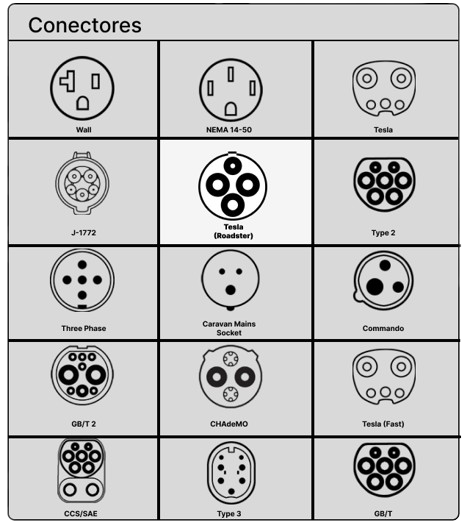 Conectores
Wall
NEMA 14-50
Tesla
J-1772
Tesla
(Roadster)
Type 2
Three Phase
Caravan Mains
Socket
Commando
GB/T 2
CHAdeMO
Tesla (Fast)
CCS/SAE
Type 3
GB/T